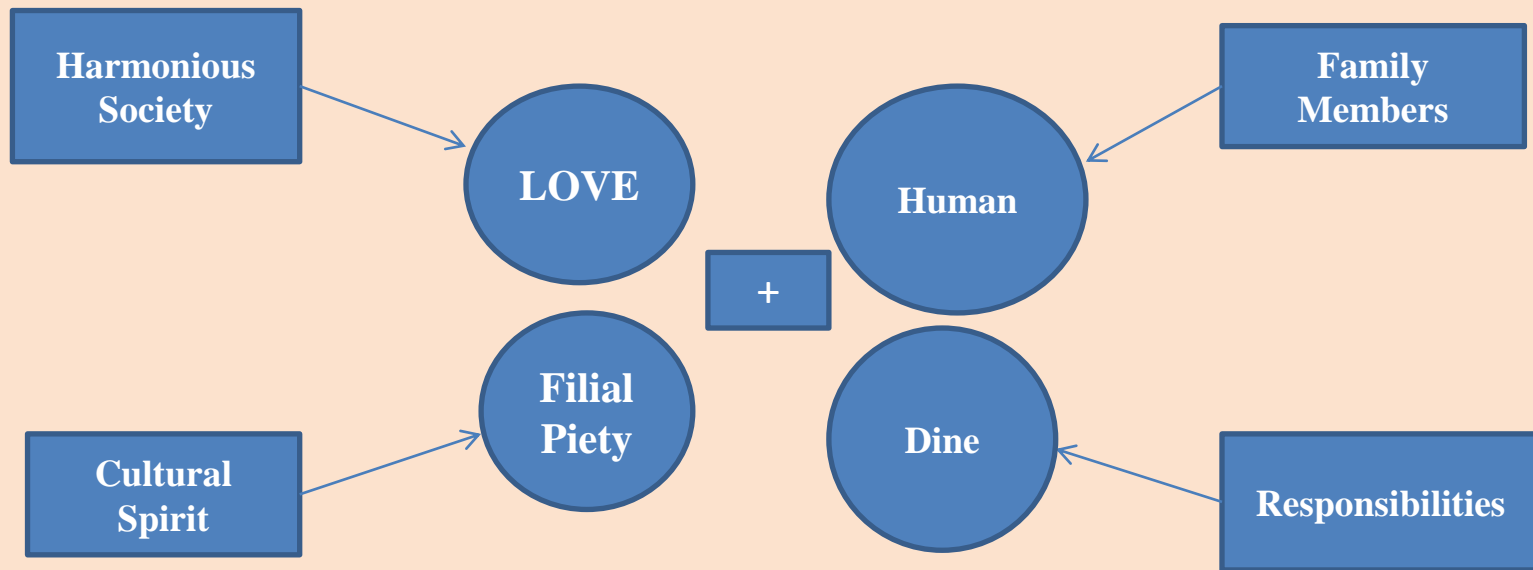 Harmonious
Society
LOVE
Human
Family
Members
+
Filial
Piety
Dine
Cultural
Spirit
Responsibilities